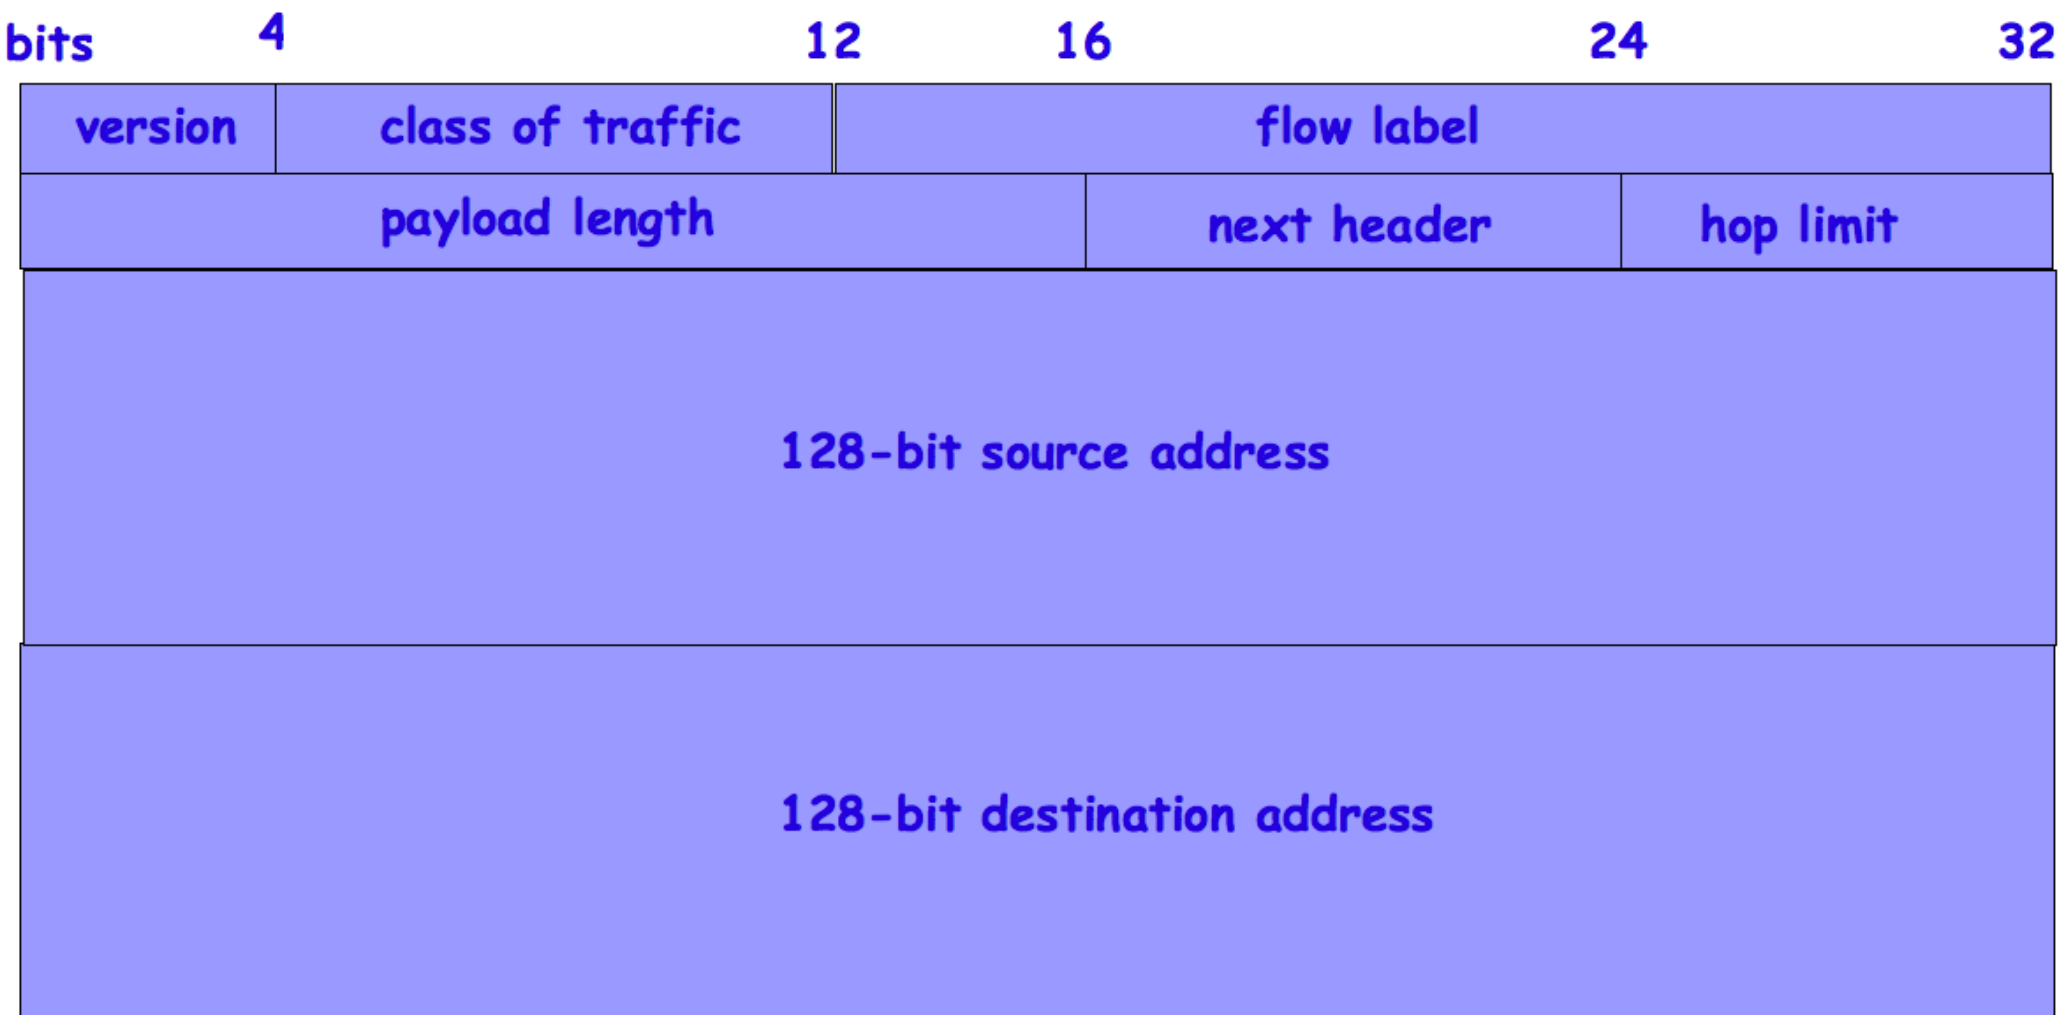 bits 4 12 16 24 32
version class of traffic flow label
payload length next header hop limit
128-bit source address
128-bit destination address